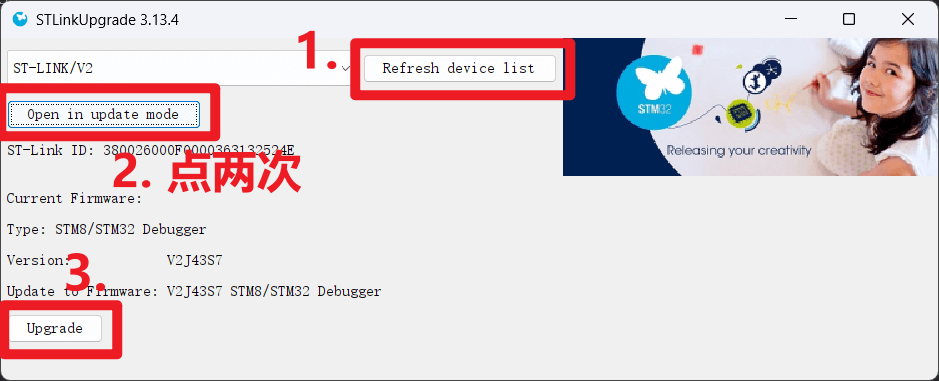 STLinkUpgrade 3.13.4
1.
ST-LINK/V2
Refresh device list
Open in update mode
ST-Link ID: 380026000F0000363132524E
2. 点两次
Current Firmware:
Type: STM8/STM32 Debugger
Version: V2J43S7
3.
Update to Firmware: V2J43S7 STM8/STM32 Debugger
Upgrade
STM32
Releasing your creativity